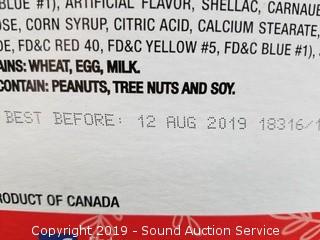 BLUE #1), ARTIFICIAL FLAVOR, SHELLAC, CARNAUB
OSE, CORN SYRUP, CITRIC ACID, CALCIUM STEARATE,
DE, FD&C RED 40, FD&C YELLOW #5, FD&C BLUE #1),
AINS: WHEAT, EGG, MILK.
CONTAIN: PEANUTS, TREE NUTS AND SOY.
BEST BEFORE: 12 AUG 2019 18316/1
PRODUCT OF CANADA
Copyright 2019 - Sound Auction Service